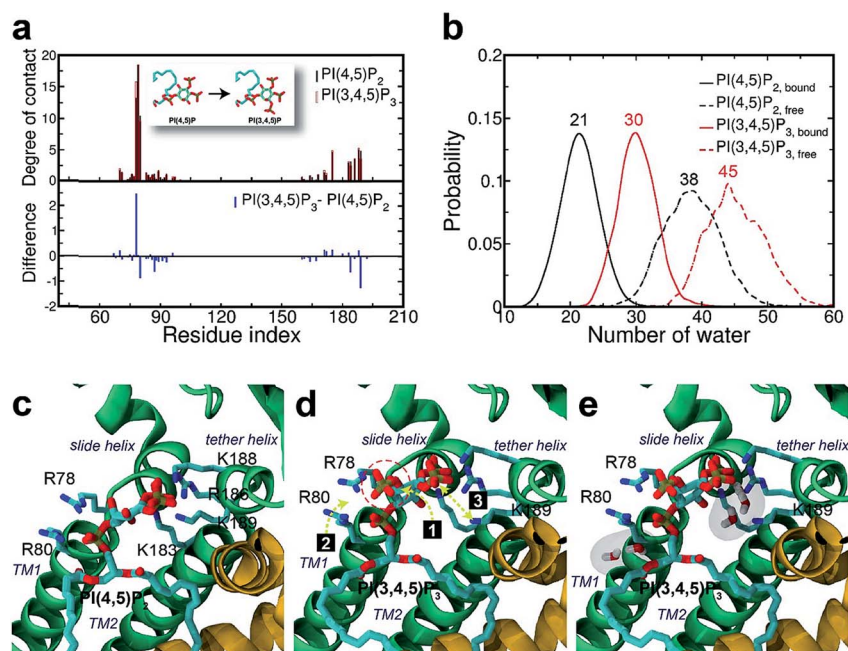 a
Degree of contact
20
15
10
5
0
PI(4,5)P
PI(3,4,5)P
PI(4,5)P2
PI(3,4,5)P3
Difference
2
1
0
-1
-2
PI(3,4,5)P3- PI(4,5)P2
60 90 120 150 180 210
Residue index
b
Probability
0.2
0.15
0.1
0.05
0
21
30
38
45
PI(4,5)P2, bound
PI(4,5)P2, free
PI(3,4,5)P3, bound
PI(3,4,5)P3, free
10 20 30 40 50 60
Number of water
c
slide helix
tether helix
R78
K188
R186
K189
R80
K183
TM1
PI(4,5)P2
TM2
d
slide helix
tether helix
R78
R80
3
1
2
K189
TM1
PI(3,4,5)P3
TM2
e
slide helix
tether helix
R78
R80
K189
TM1
PI(3,4,5)P3
TM2